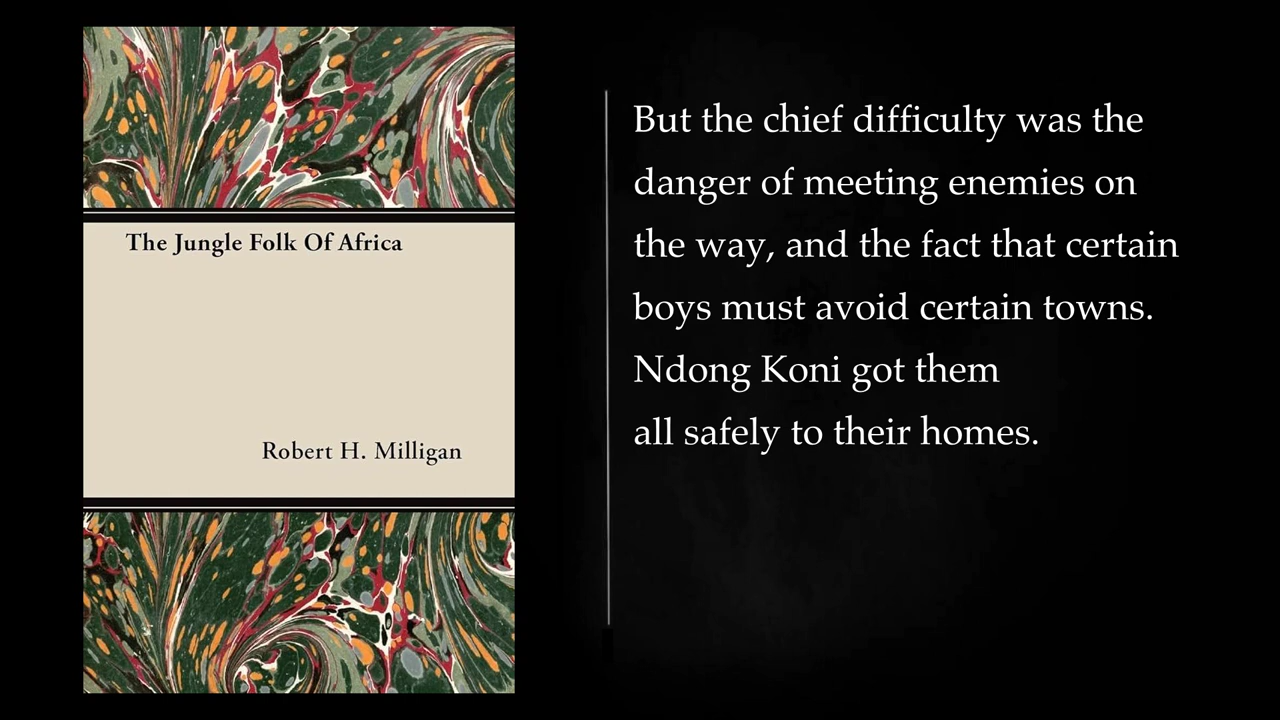 The Jungle Folk Of Africa
Robert H. Milligan
But the chief difficulty was the
danger of meeting enemies on
the way, and the fact that certain
boys must avoid certain towns.
Ndong Koni got them
all safely to their homes.